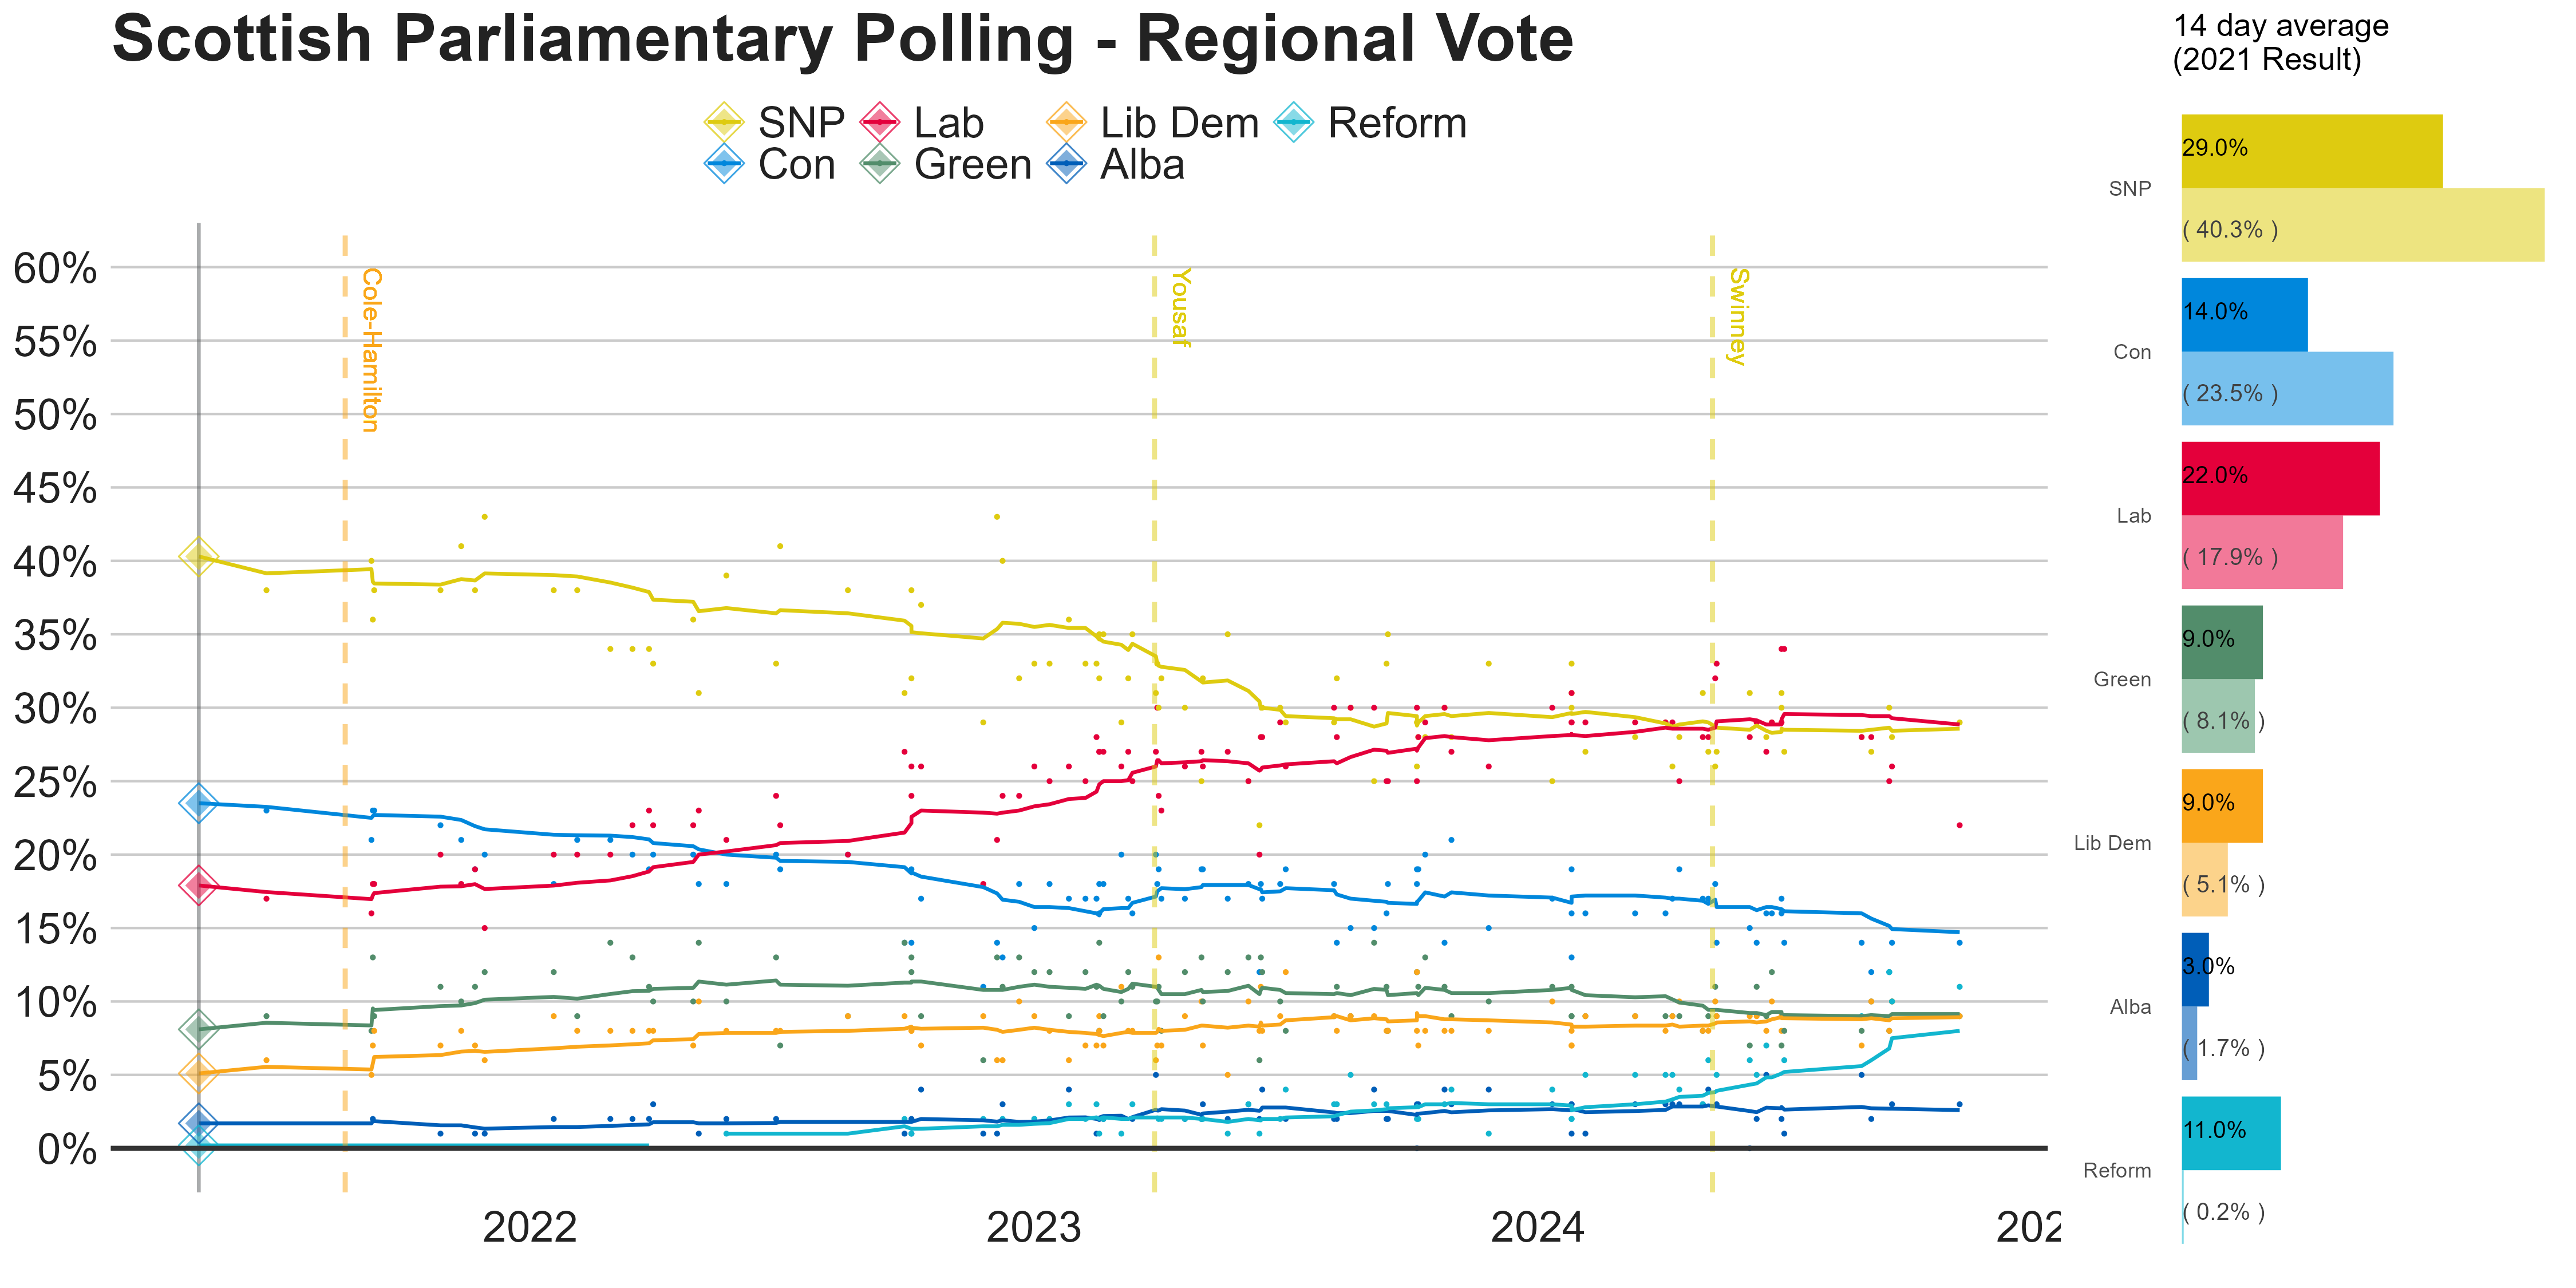 Scottish Parliamentary Polling - Regional Vote
14 day average
(2021 Result)
SNP Lab Lib Dem Reform
Con Green Alba
60%
55%
50%
45%
40%
35%
30%
25%
20%
15%
10%
5%
0%
Cole-Hamilton
Yousaf
Swinney
2022 2023 2024 202
SNP
29.0%
( 40.3% )
Con
14.0%
( 23.5% )
Lab
22.0%
( 17.9% )
Green
9.0%
( 8.1% )
Lib Dem
9.0%
( 5.1% )
Alba
3.0%
( 1.7% )
Reform
11.0%
( 0.2% )